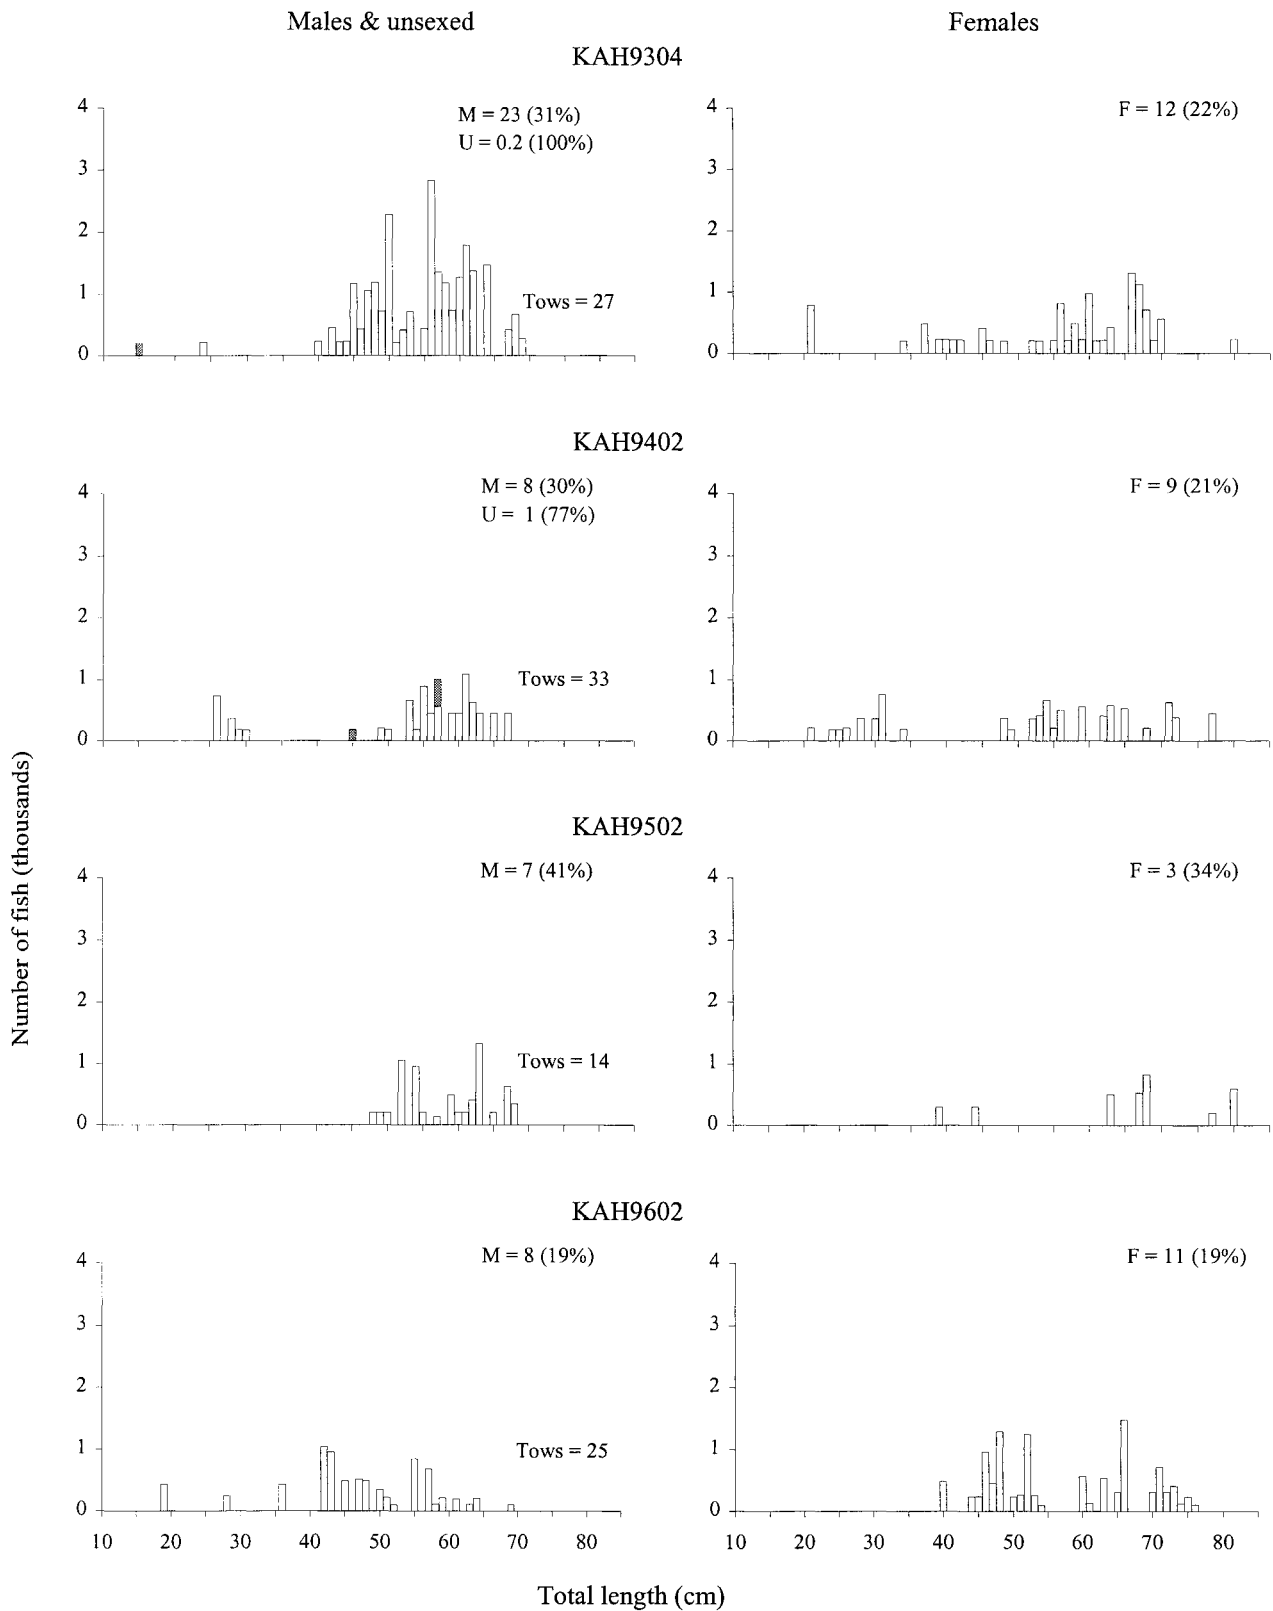 Males & unsexed
Females
KAH9304
4
3
2
1
0
M = 23 (31%)
U = 0.2 (100%)
Tows = 27
4
3
2
1
0
F = 12 (22%)
KAH9402
4
3
2
1
0
M = 8 (30%)
U = 1 (77%)
Tows = 33
4
3
2
1
0
F = 9 (21%)
KAH9502
4
3
2
1
0
M = 7 (41%)
Tows = 14
4
3
2
1
0
F = 3 (34%)
KAH9602
4
3
2
1
0
M = 8 (19%)
Tows = 25
10 20 30 40 50 60 70
4
3
2
1
0
F = 11 (19%)
10 20 30 40 50 60 70 80
Number of fish (thousands)
Total length (cm)